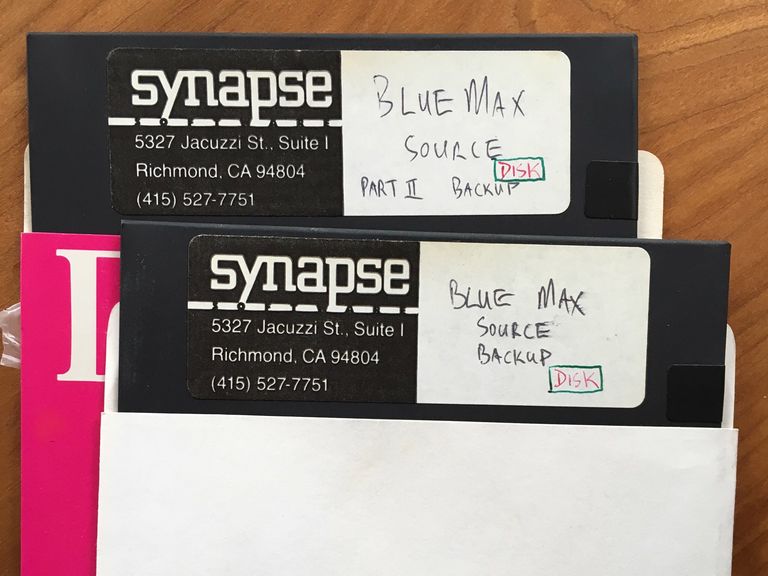 synapse
5327 Jacuzzi St., Suite I
Richmond, CA 94804
(415) 527-7751
BLUE MAX
SOURCE
DISK
PART II BACKUP
synapse
5327 Jacuzzi St., Suite I
Richmond, CA 94804
(415) 527-7751
BLUE MAX
SOURCE
BACKUP
DISK